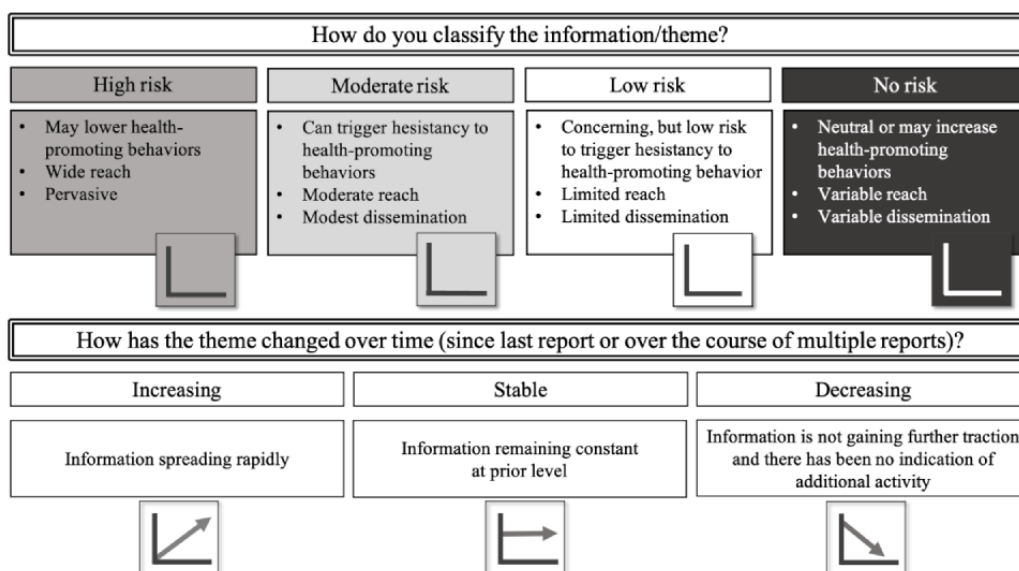 How do you classify the information/theme?
High risk
Moderate risk
Low risk
No risk
• May lower health-
promoting behaviors
• Wide reach
• Pervasive
• Can trigger hesistancy to
health-promoting
behaviors
• Moderate reach
• Modest dissemination
• Concerning, but low risk
to trigger hesistancy to
health-promoting behavior
• Limited reach
• Limited dissemination
• Neutral or may increase
health-promoting
behaviors
• Variable reach
• Variable dissemination
How has the theme changed over time (since last report or over the course of multiple reports)?
Increasing
Stable
Decreasing
Information spreading rapidly
Information remaining constant
at prior level
Information is not gaining further traction
and there has been no indication of
additional activity